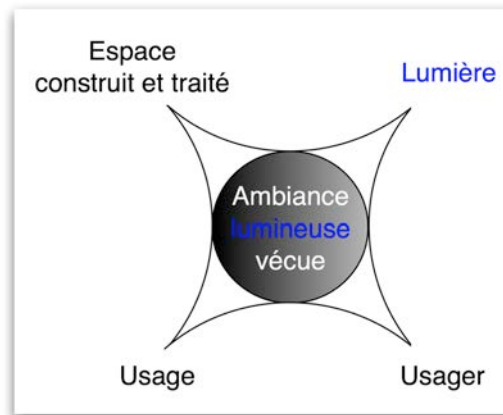 Espace
construit et traité
Lumière
Ambiance
lumineuse
vécue
Usage
Usager